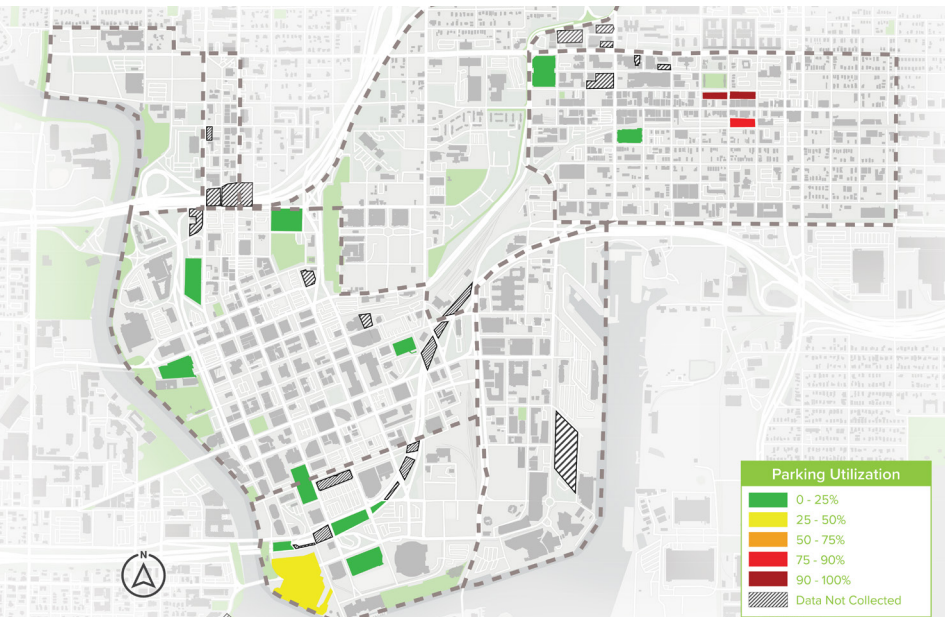 N
Parking Utilization
0 - 25%
25 - 50%
50 - 75%
75 - 90%
90 - 100%
Data Not Collected